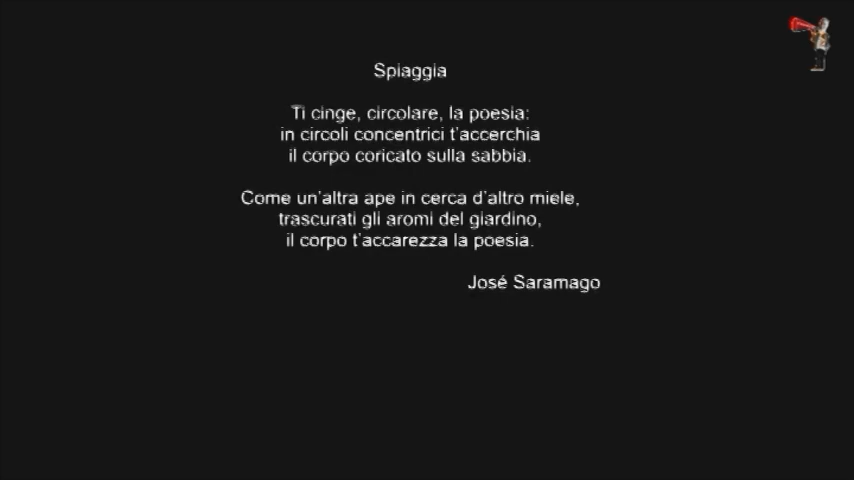 Spiaggia
Ti cinge, circolare, la poesia:
in circoli concentrici t'accerchia
il corpo coricato sulla sabbia.
Come un'altra ape in cerca d'altro miele,
trascurati gli aromi del giardino,
il corpo t'accarezza la poesia.
José Saramago